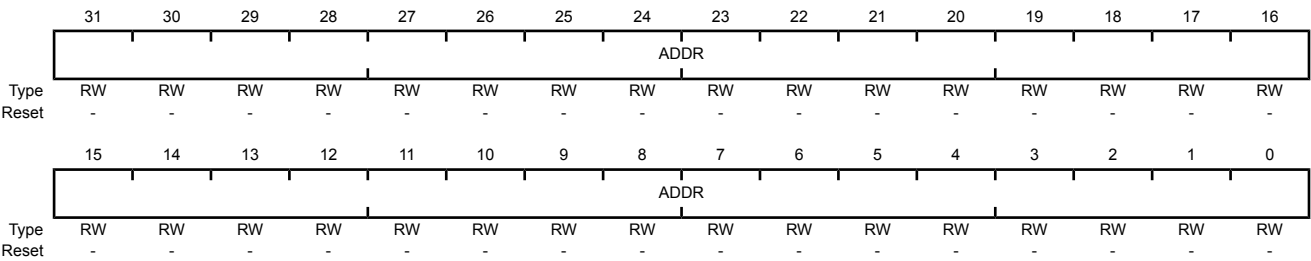 31 30 29 28 27 26 25 24 23 22 21 20 19 18 17 16
ADDR
Type RW RW RW RW RW RW RW RW RW RW RW RW RW RW RW RW
Reset - - - - - - - - - - - - - - - -
15 14 13 12 11 10 9 8 7 6 5 4 3 2 1 0
ADDR
Type RW RW RW RW RW RW RW RW RW RW RW RW RW RW RW RW
Reset - - - - - - - - - - - - - - - -